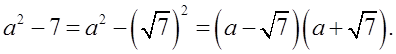 a² − 7 = a² − (√7)² = (a − √7)(a + √7).